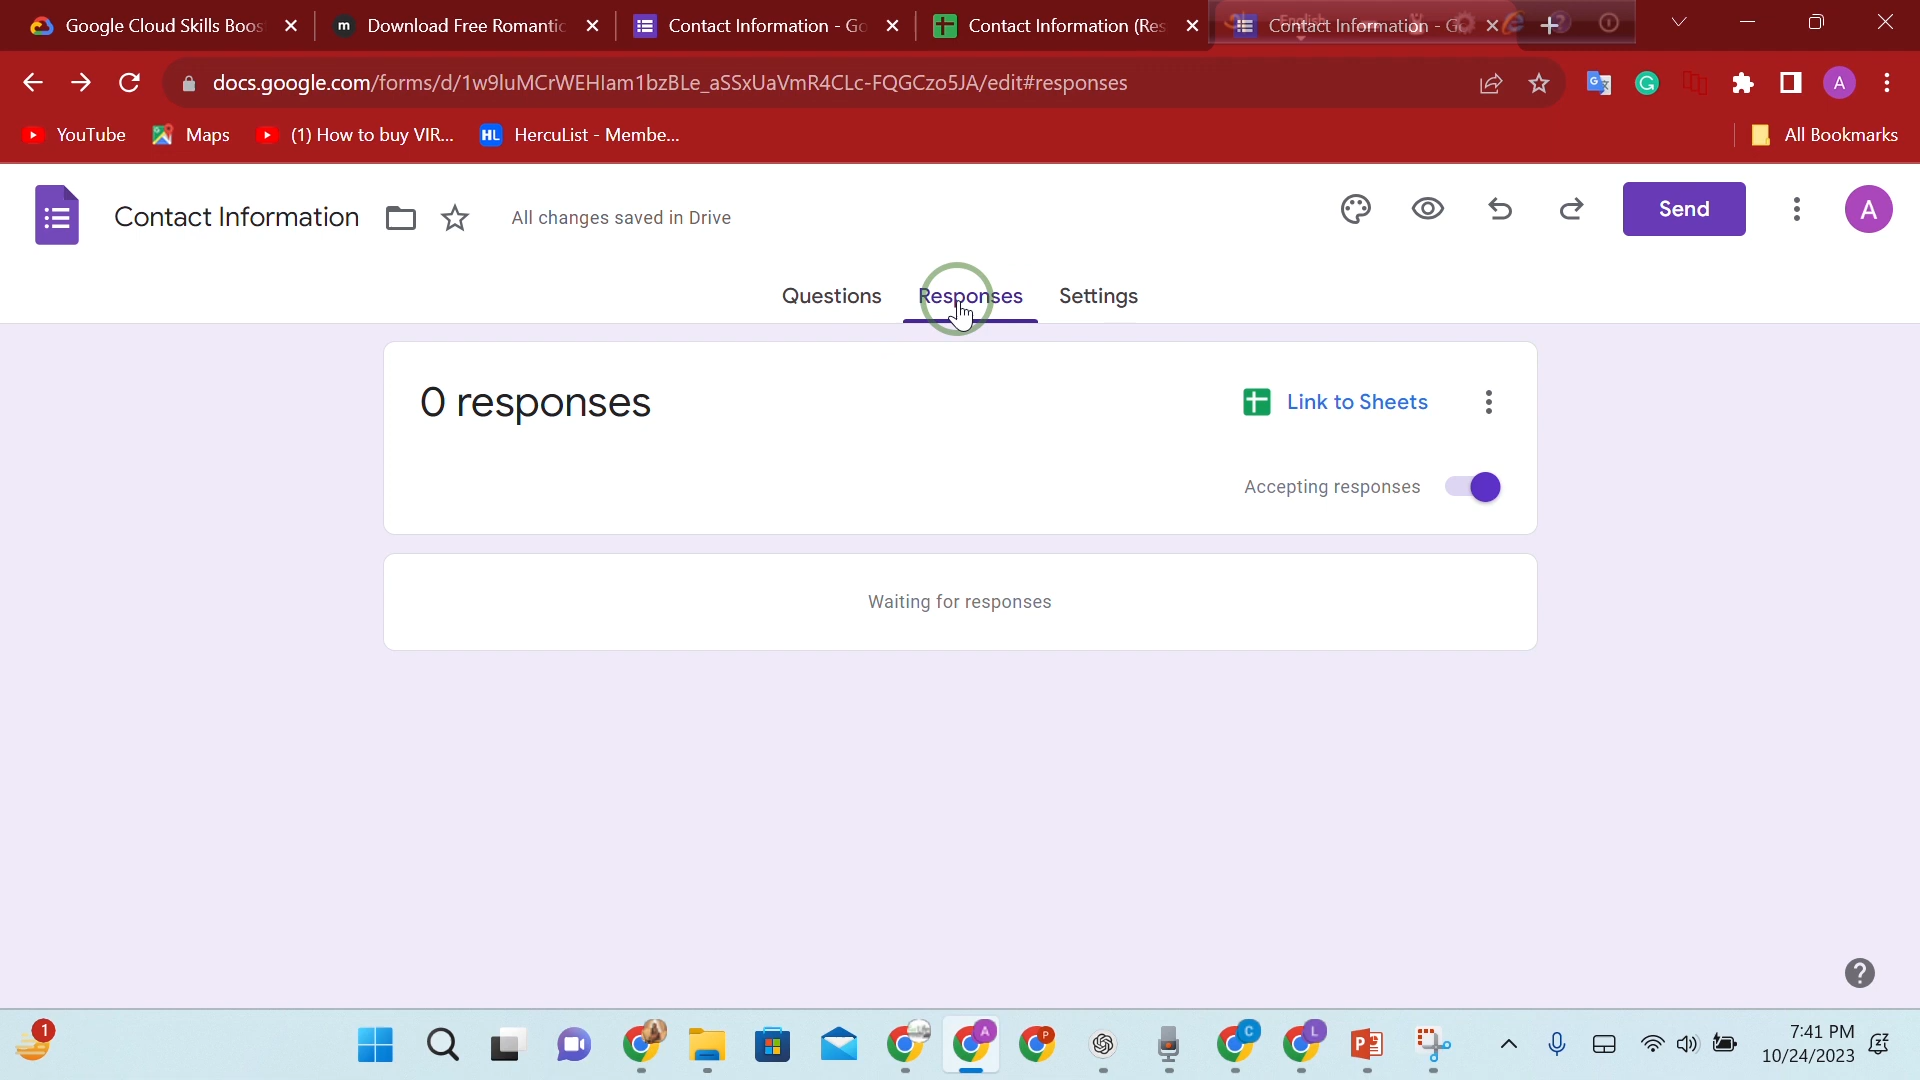 Google Cloud Skills Boos
Download Free Romantic
Contact Information - Go
Contact Information (Res
Contact Information - G
docs.google.com/forms/d/1w9luMCrWEHlam1bzBLe_aSSxUaVmR4CLc-FQGCzo5JA/edit#responses
A
YouTube
Maps
(1) How to buy VIR...
HL HercuList - Membe...
All Bookmarks
Contact Information
All changes saved in Drive
Send
A
Questions
Responses
Settings
0 responses
Link to Sheets
Accepting responses
Waiting for responses
1
A
P
C
L
7:41 PM
10/24/2023